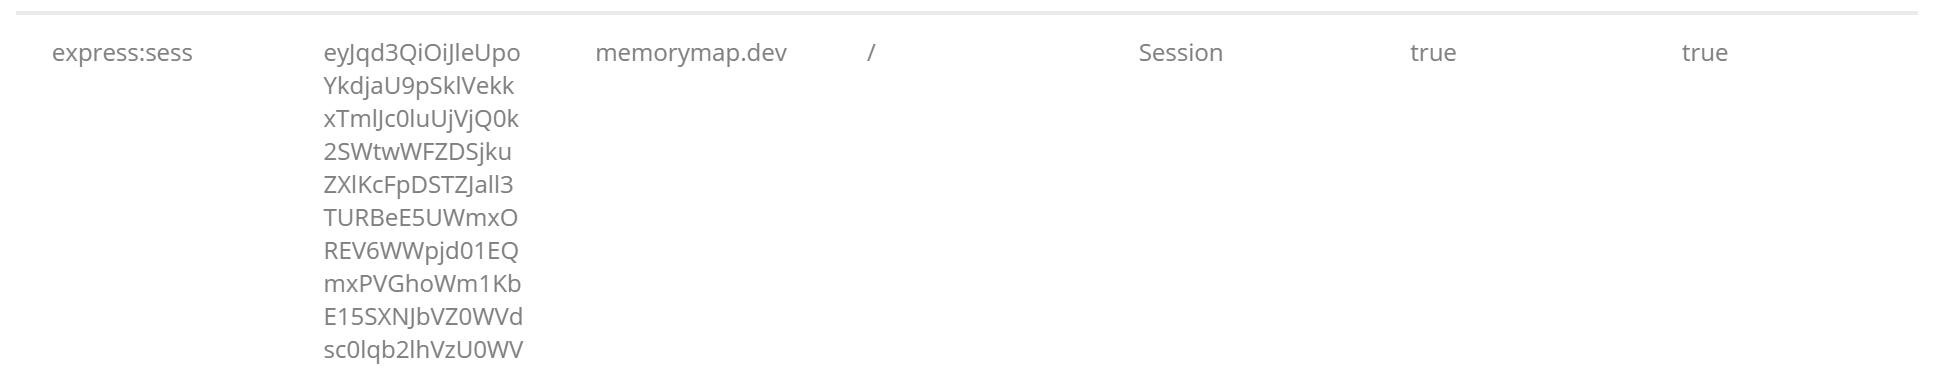 express:sess eyJqd3QiOiJleUpo memorymap.dev / Session true true
YkdjaU9pSklVekk
xTmlJc0luUjVjQ0k
2SWtwWFZDSjku
ZXlKcFpDSTZJall3
TURBeE5UWmxO
REV6WWpjd01EQ
mxPVGhoWm1Kb
E15SXNJbVZ0WVd
sc0lqb2lhVzU0WV